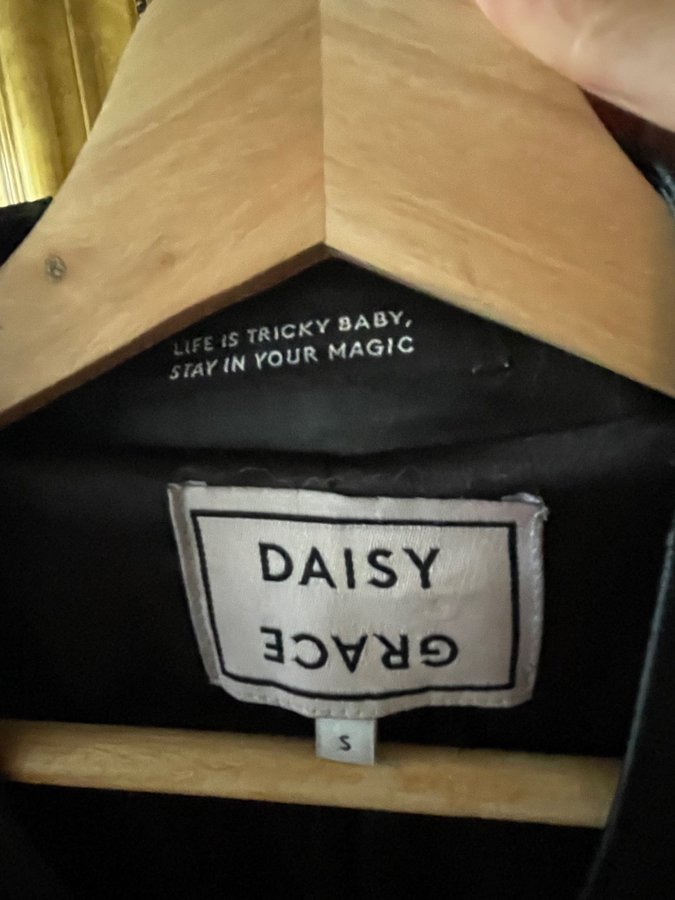 LIFE IS TRICKY BABY,
STAY IN YOUR MAGIC
DAISY
GRACE
S